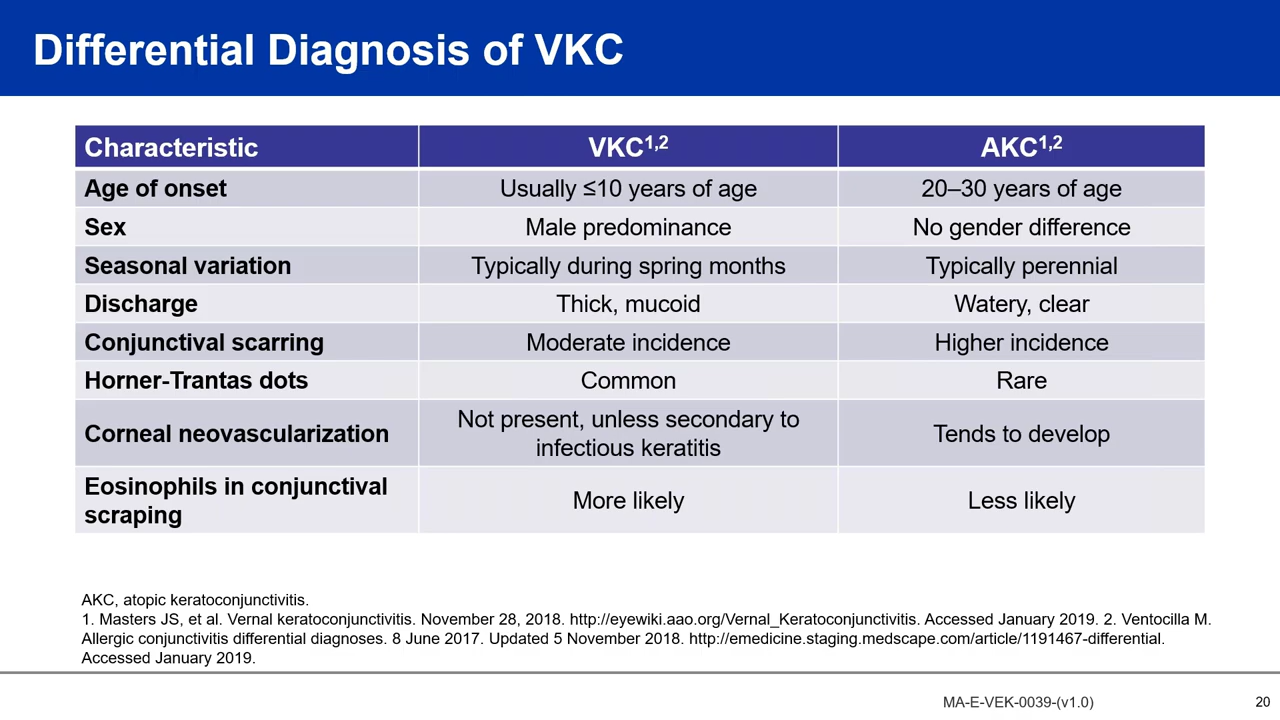 Differential Diagnosis of VKC
Characteristic VKC1,2 AKC1,2
Age of onset Usually ≤10 years of age 20–30 years of age
Sex Male predominance No gender difference
Seasonal variation Typically during spring months Typically perennial
Discharge Thick, mucoid Watery, clear
Conjunctival scarring Moderate incidence Higher incidence
Horner-Trantas dots Common Rare
Corneal neovascularization Not present, unless secondary to
infectious keratitis Tends to develop
Eosinophils in conjunctival
scraping More likely Less likely
AKC, atopic keratoconjunctivitis.
1. Masters JS, et al. Vernal keratoconjunctivitis. November 28, 2018. http://eyewiki.aao.org/Vernal_Keratoconjunctivitis. Accessed January 2019. 2. Ventocilla M.
Allergic conjunctivitis differential diagnoses. 8 June 2017. Updated 5 November 2018. http://emedicine.staging.medscape.com/article/1191467-differential.
Accessed January 2019.
MA-E-VEK-0039-(v1.0) 20